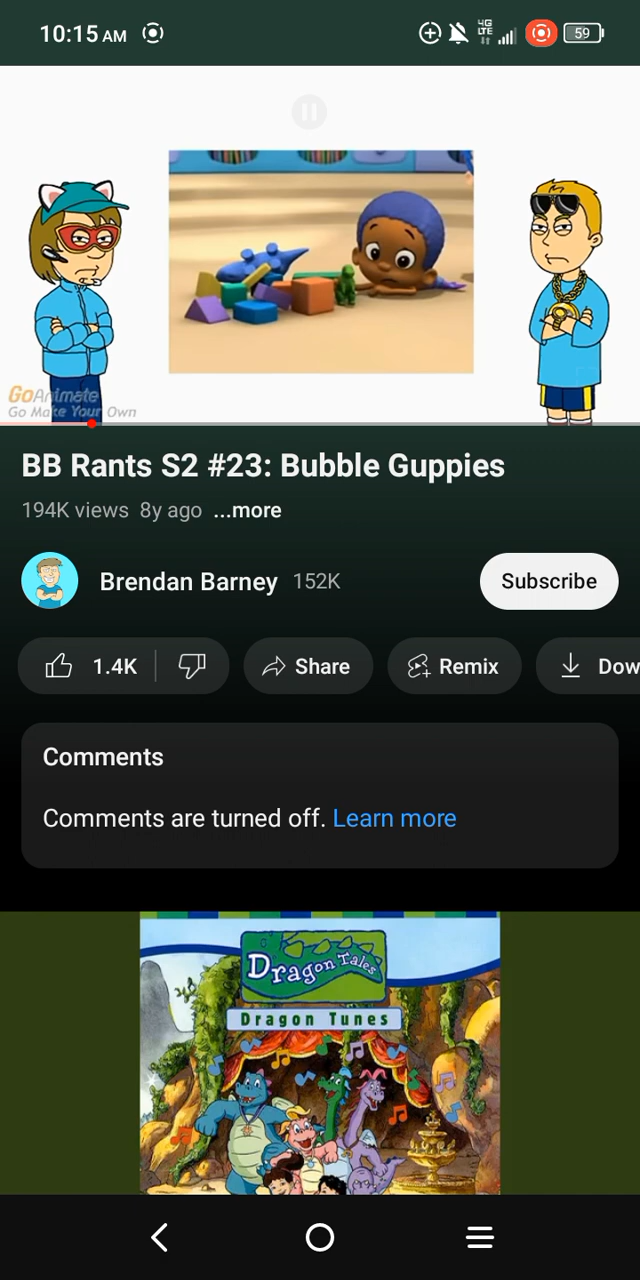 10:15 AM
4G
LTE
59
GoAnimate
Go Make Your Own
BB Rants S2 #23: Bubble Guppies
194K views 8y ago ...more
Brendan Barney 152K
Subscribe
1.4K
Share
Remix
Dow
Comments
Comments are turned off. Learn more
Dragon Tales
Dragon Tunes